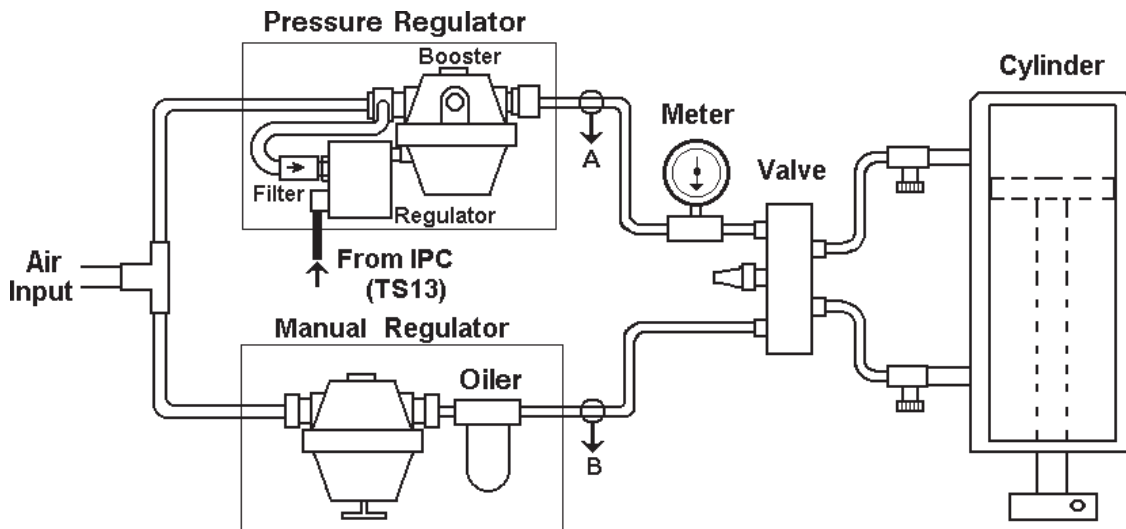 Pressure Regulator
Booster
Cylinder
Meter
A
Valve
Filter
Regulator
Air
Input
From IPC
(TS13)
Manual Regulator
Oiler
B